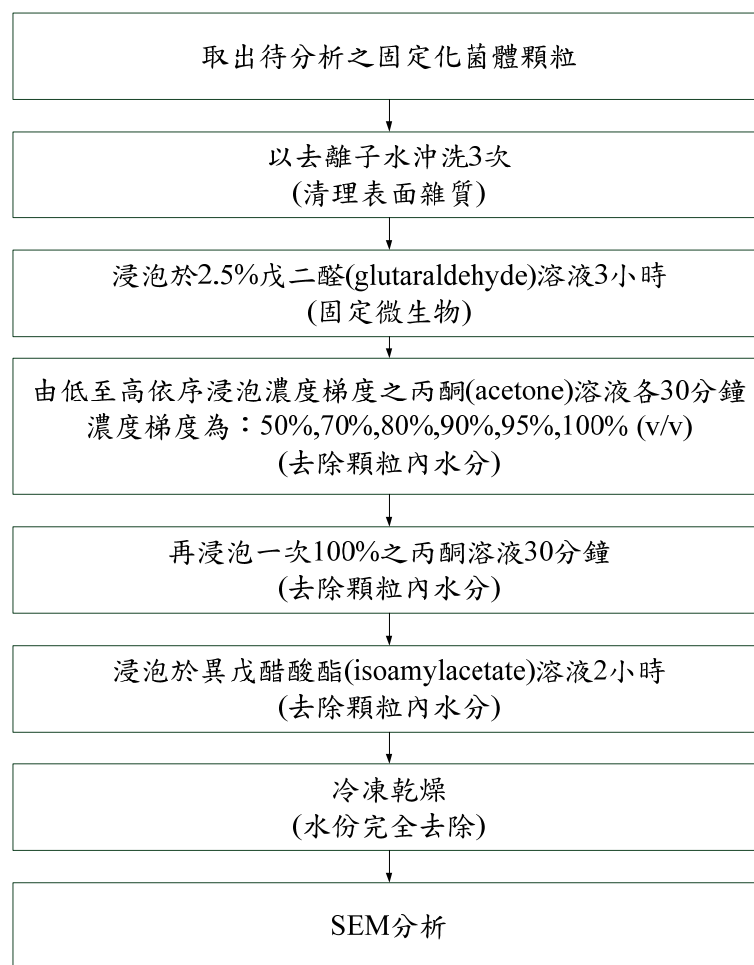 取出待分析之固定化菌體顆粒
以去離子水沖洗3次
(清理表面雜質)
浸泡於2.5%戊二醛(glutaraldehyde)溶液3小時
(固定微生物)
由低至高依序浸泡濃度梯度之丙酮(acetone)溶液各30分鐘
濃度梯度為：50%,70%,80%,90%,95%,100% (v/v)
(去除顆粒內水分)
再浸泡一次100%之丙酮溶液30分鐘
(去除顆粒內水分)
浸泡於異戊醋酸酯(isoamylacetate)溶液2小時
(去除顆粒內水分)
冷凍乾燥
(水份完全去除)
SEM分析